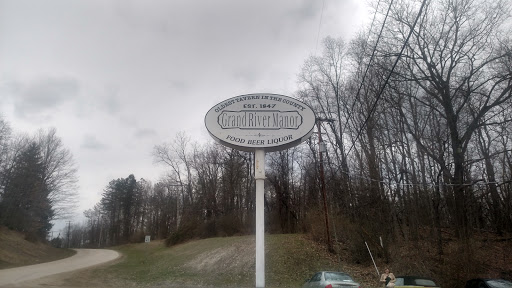 OLDEST TAVERN IN THE COUNTY
EST. 1847
Grand River Manor
FOOD BEER LIQUOR